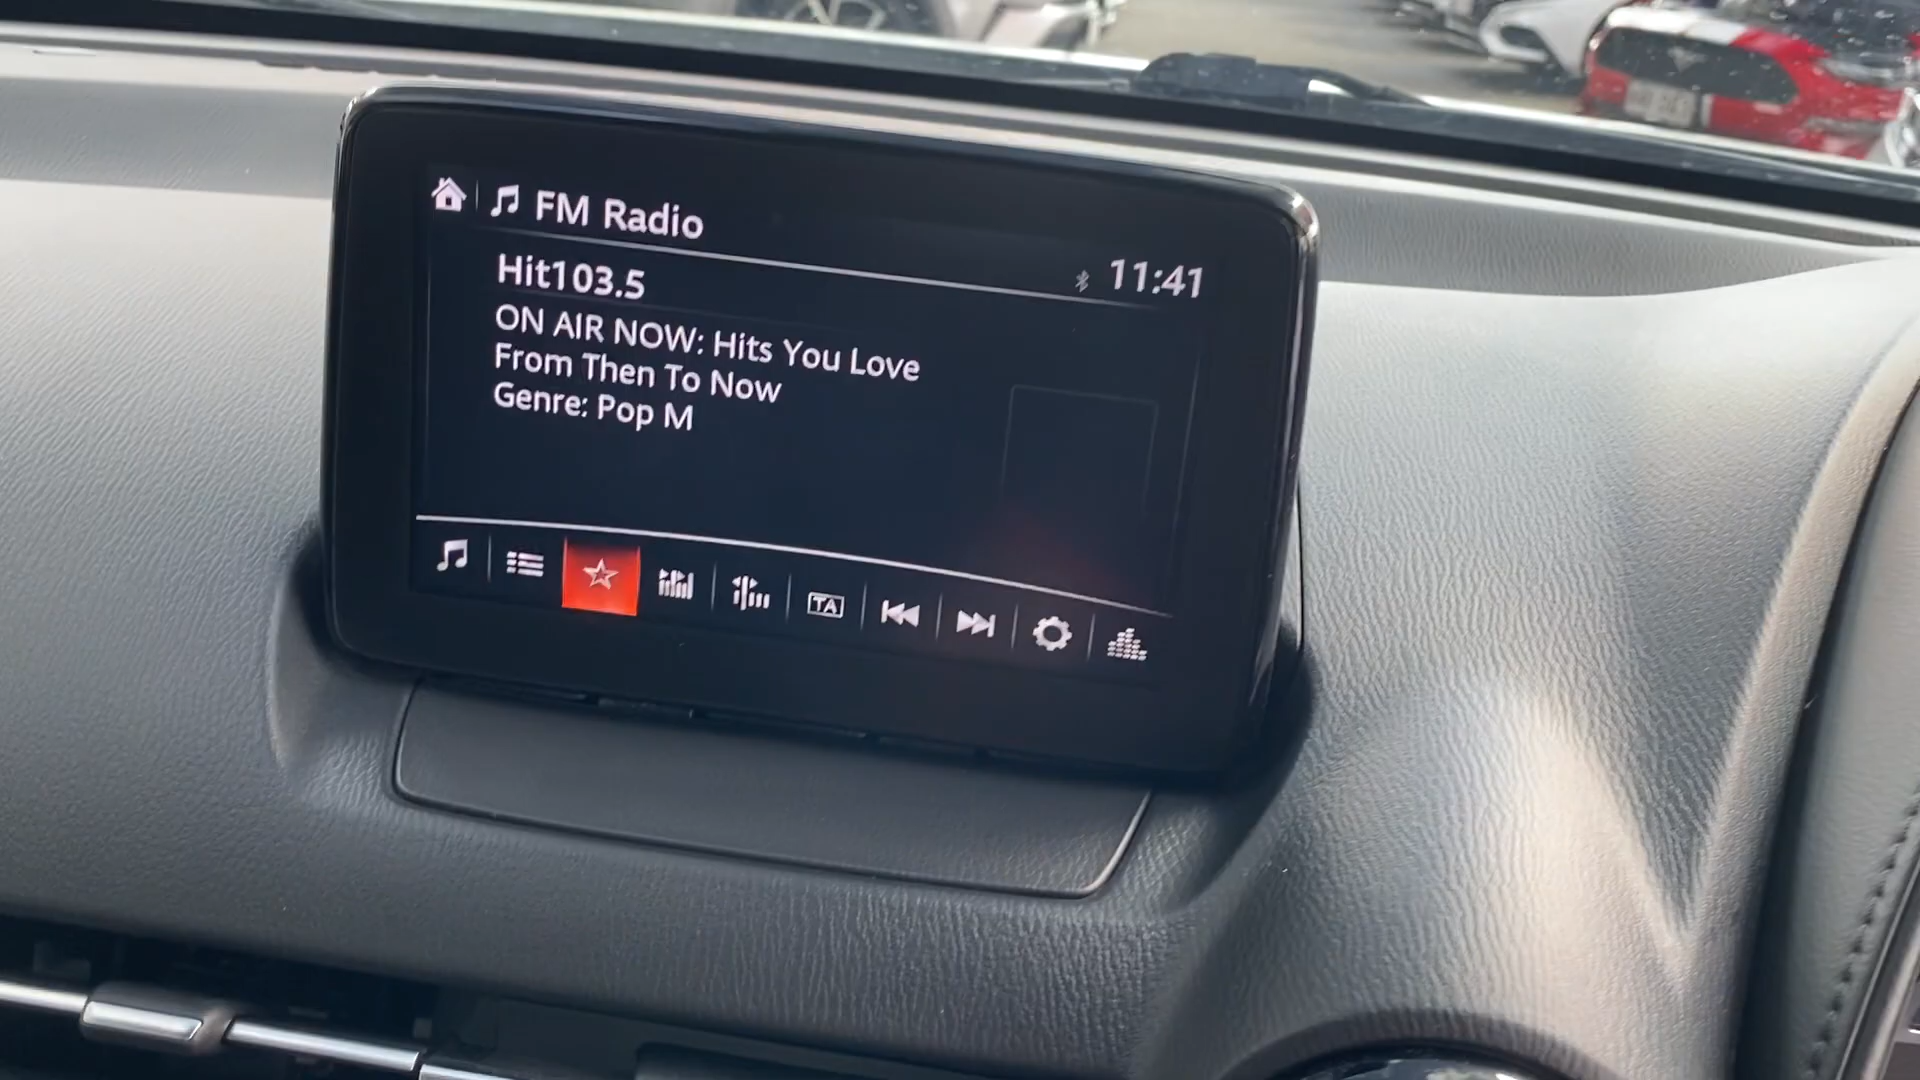 FM Radio
11:41
Hit103.5
ON AIR NOW: Hits You Love
From Then To Now
Genre: Pop M
TA